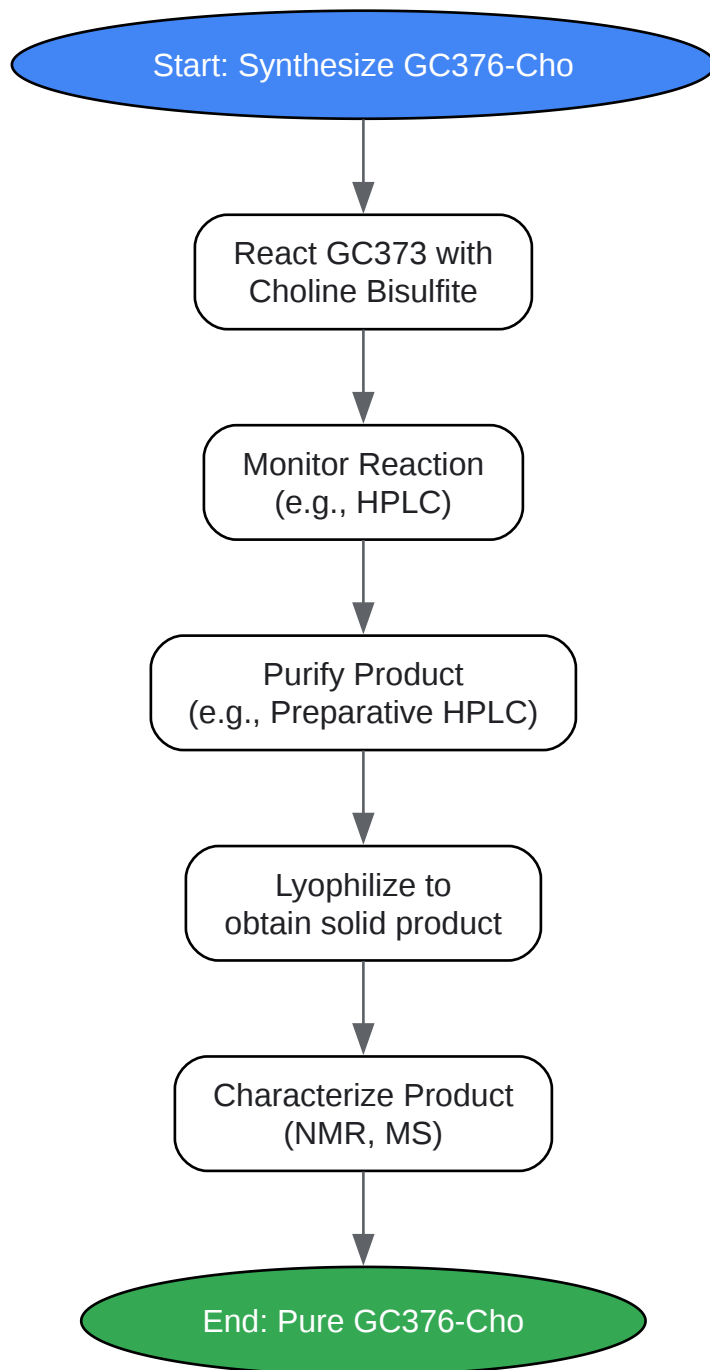 Start: Synthesize GC376-Cho
React GC373 with
Choline Bisulfite
Monitor Reaction
(e.g., HPLC)
Purify Product
(e.g., Preparative HPLC)
Lyophilize to
obtain solid product
Characterize Product
(NMR, MS)
End: Pure GC376-Cho